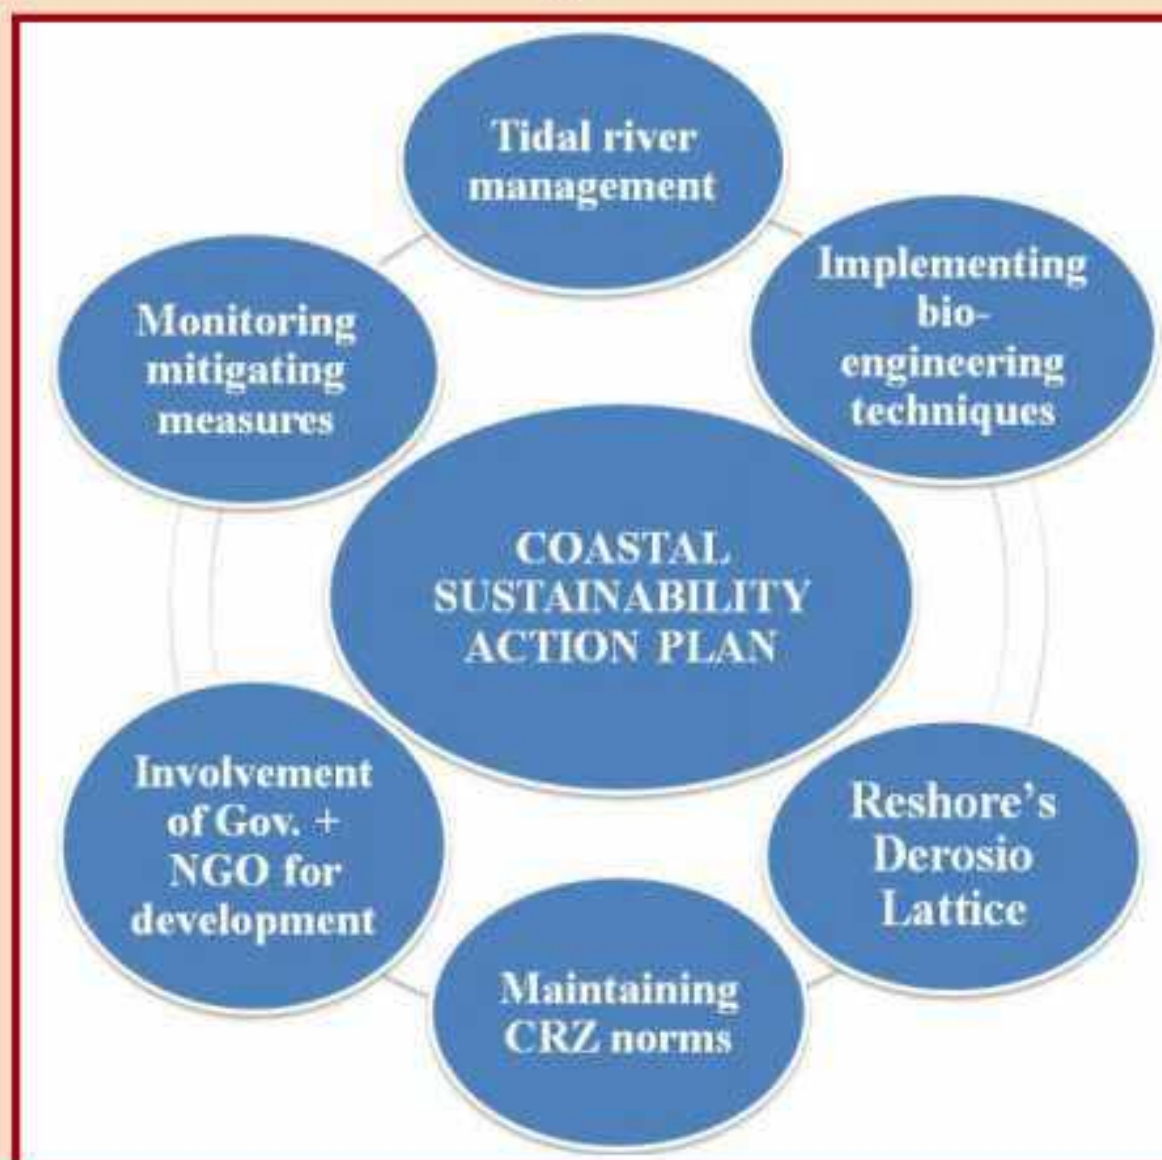 Tidal river
management
Implementing
bio-
engineering
techniques
Monitoring
mitigating
measures
COASTAL
SUSTAINABILITY
ACTION PLAN
Reshore's
Derosio
Lattice
Involvement
of Gov. +
NGO for
development
Maintaining
CRZ norms